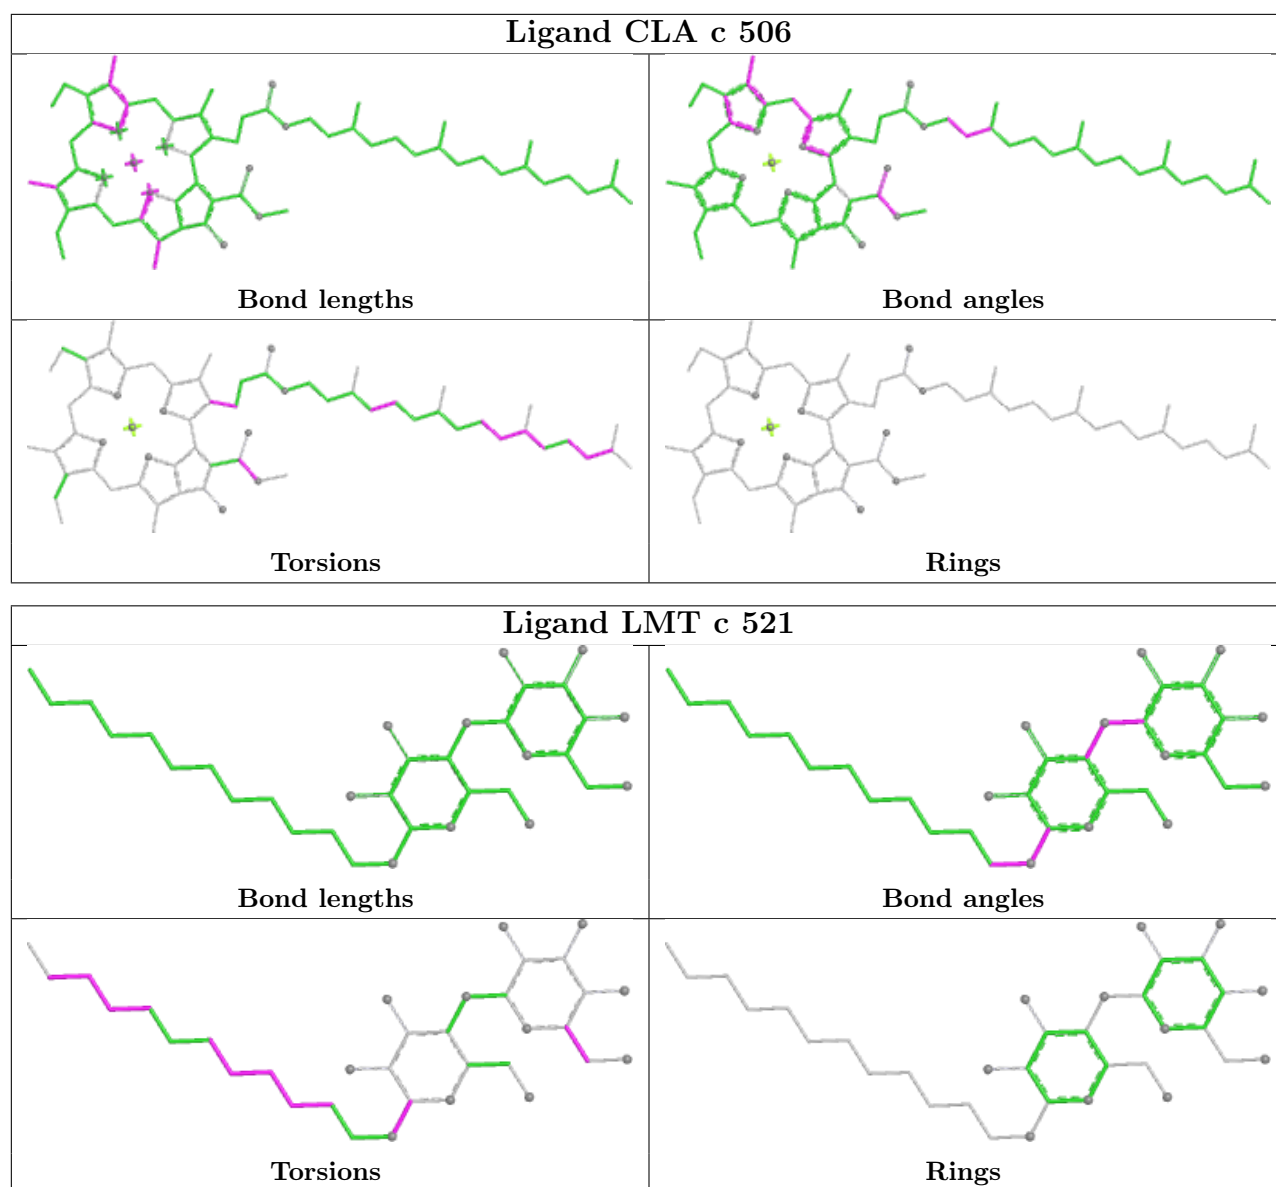 Ligand CLA c 506
Bond lengths
Bond angles
Torsions
Rings
Ligand LMT c 521
Bond lengths
Bond angles
Torsions
Rings